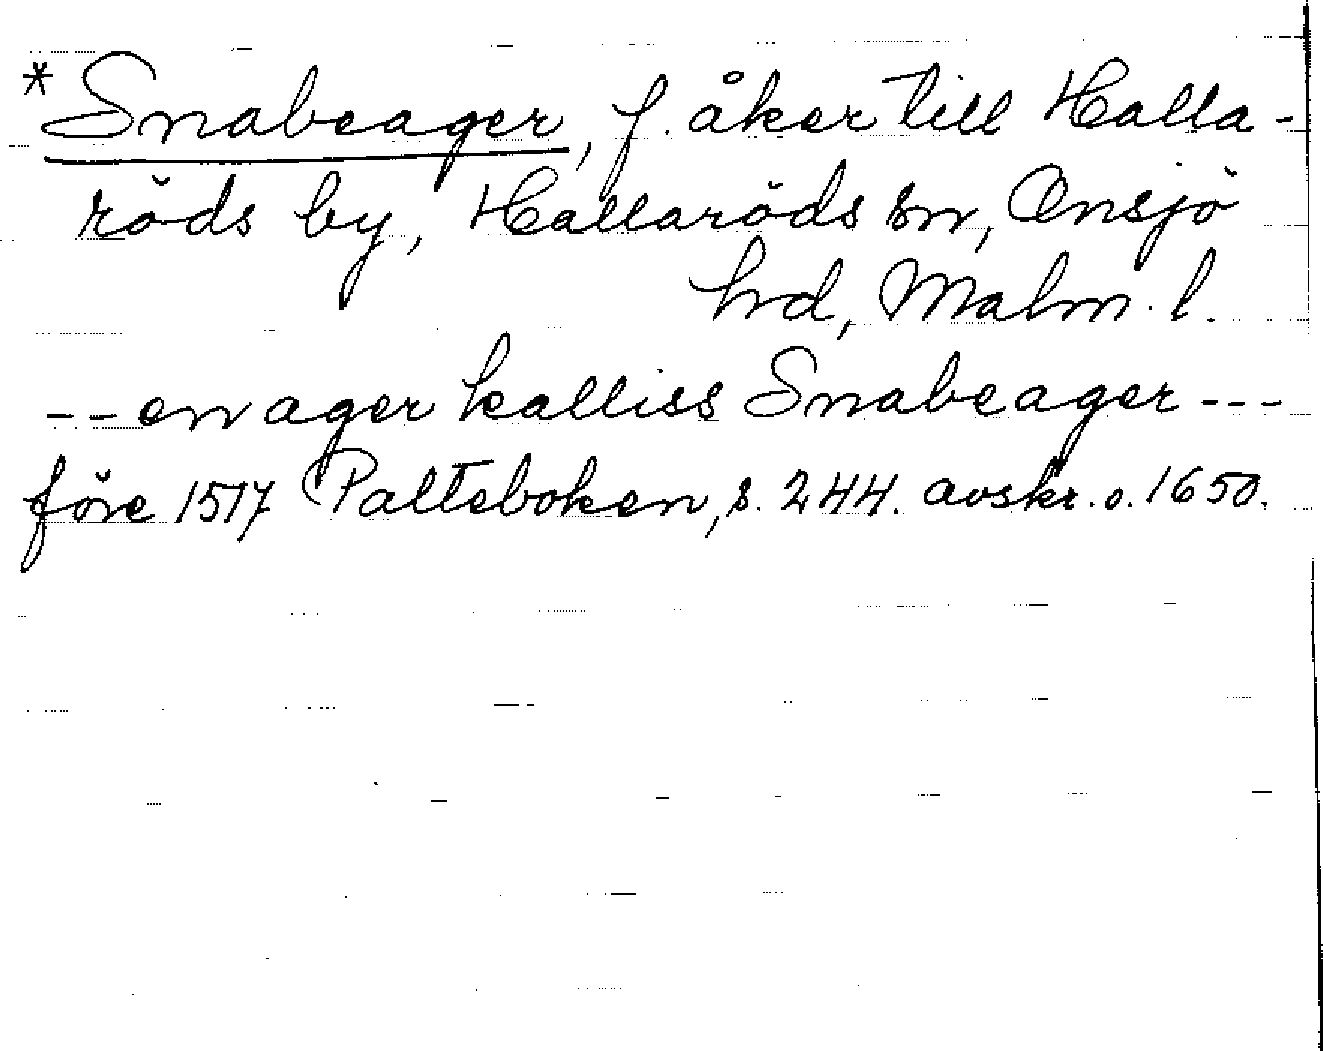 * Snabeager, f. åker till Halla-
röds by, Hallaröds sn, Onsjö
hd, Malm. l.
-- en ager kalliss Snabeager ---
före 1517 Palteboken, s. 244. avskr. o. 1650.